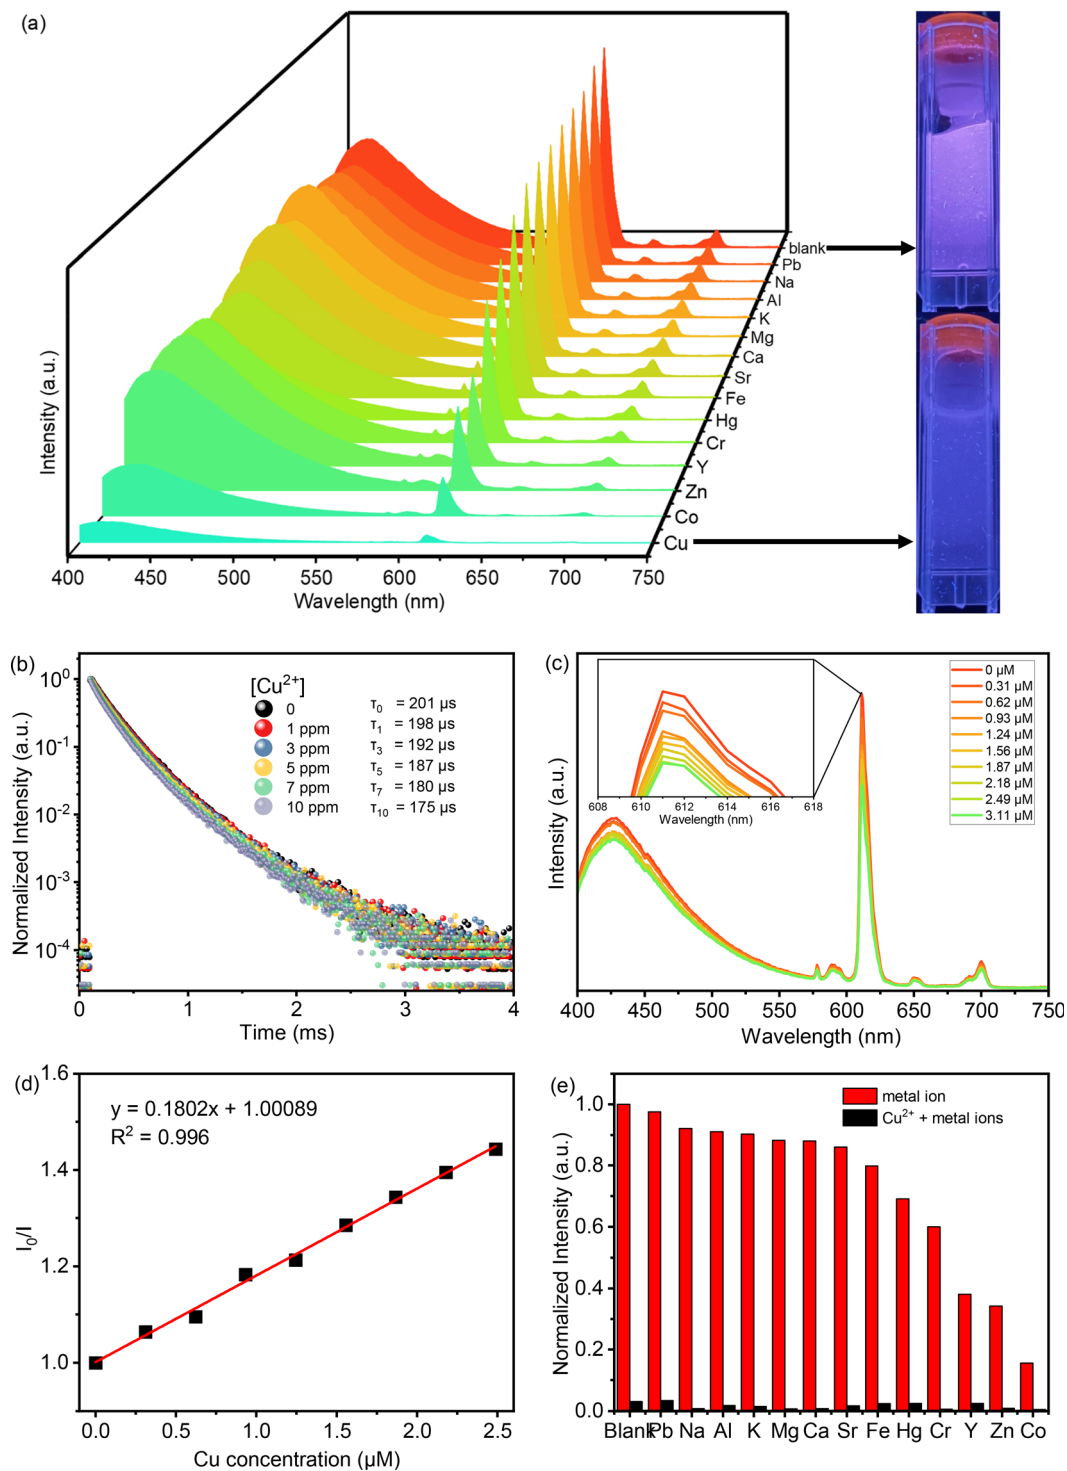 (a)
Intensity (a.u.)
blank
Pb
Na
Al
K
Mg
Ca
Sr
Fe
Hg
Cr
Y
Zn
Co
Cu
400 450 500 550 600 650 700 750
Wavelength (nm)
(b)
Normalized Intensity (a.u.)
10⁰
10⁻¹
10⁻²
10⁻³
10⁻⁴
[Cu²⁺]
0 τ₀ = 201 µs
1 ppm τ₁ = 198 µs
3 ppm τ₃ = 192 µs
5 ppm τ₅ = 187 µs
7 ppm τ₇ = 180 µs
10 ppm τ₁₀ = 175 µs
0 1 2 3 4
Time (ms)
(c)
Intensity (a.u.)
608 610 612 614 616 618
Wavelength (nm)
0 µM
0.31 µM
0.62 µM
0.93 µM
1.24 µM
1.56 µM
1.87 µM
2.18 µM
2.49 µM
3.11 µM
400 450 500 550 600 650 700 750
Wavelength (nm)
(d)
I₀/I
1.6
1.4
1.2
1.0
y = 0.1802x + 1.00089
R² = 0.996
0.0 0.5 1.0 1.5 2.0 2.5
Cu concentration (µM)
(e)
Normalized Intensity (a.u.)
1.0
0.8
0.6
0.4
0.2
0.0
metal ion
Cu²⁺ + metal ions
Blank Pb Na Al K Mg Ca Sr Fe Hg Cr Y Zn Co